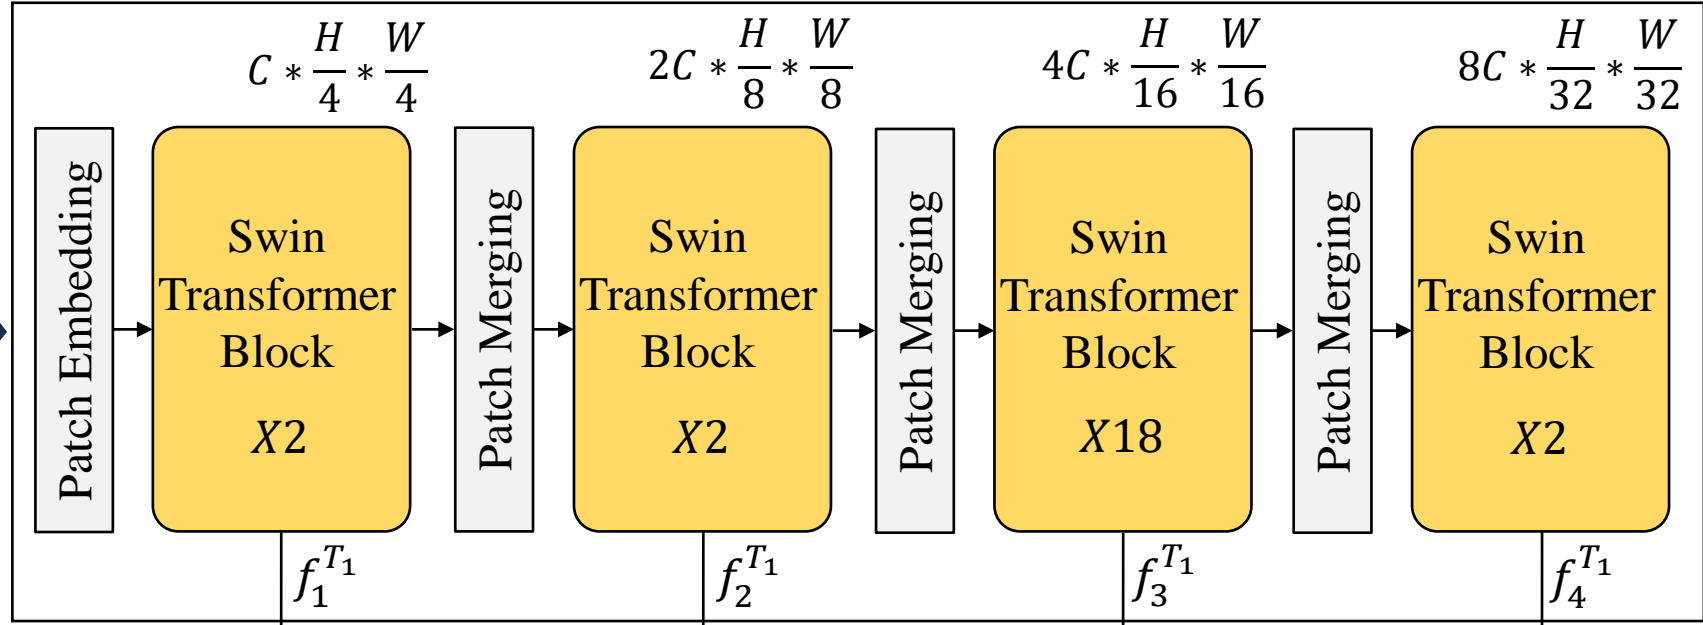 C * H/4 * W/4
2C * H/8 * W/8
4C * H/16 * W/16
8C * H/32 * W/32
Patch Embedding
Swin
Transformer
Block
X2
Patch Merging
Swin
Transformer
Block
X2
Patch Merging
Swin
Transformer
Block
X18
Patch Merging
Swin
Transformer
Block
X2
f_1^{T_1}
f_2^{T_1}
f_3^{T_1}
f_4^{T_1}